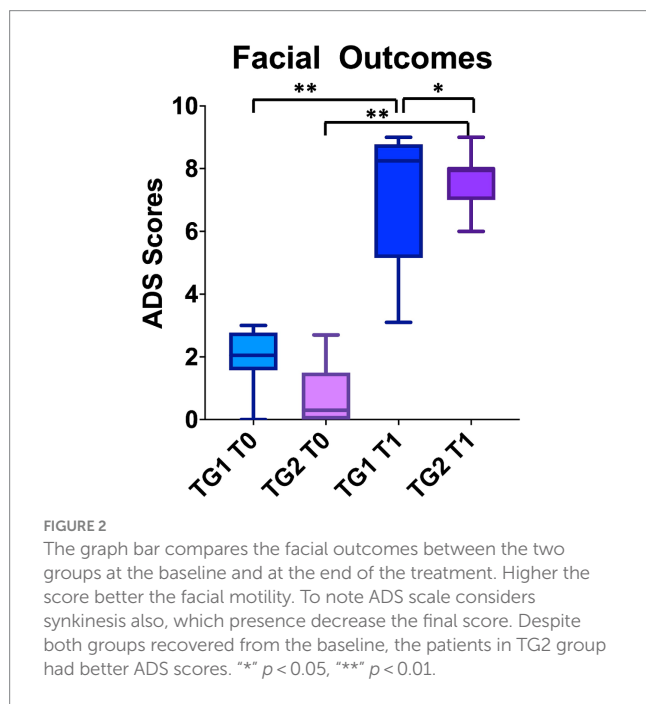 Facial Outcomes
** *
**
10
8
6
4
2
0
ADS Scores
TG1 T0
TG2 T0
TG1 T1
TG2 T1
FIGURE 2
The graph bar compares the facial outcomes between the two
groups at the baseline and at the end of the treatment. Higher the
score better the facial motility. To note ADS scale considers
synkinesis also, which presence decrease the final score. Despite
both groups recovered from the baseline, the patients in TG2 group
had better ADS scores. “*” p < 0.05, “**” p < 0.01.